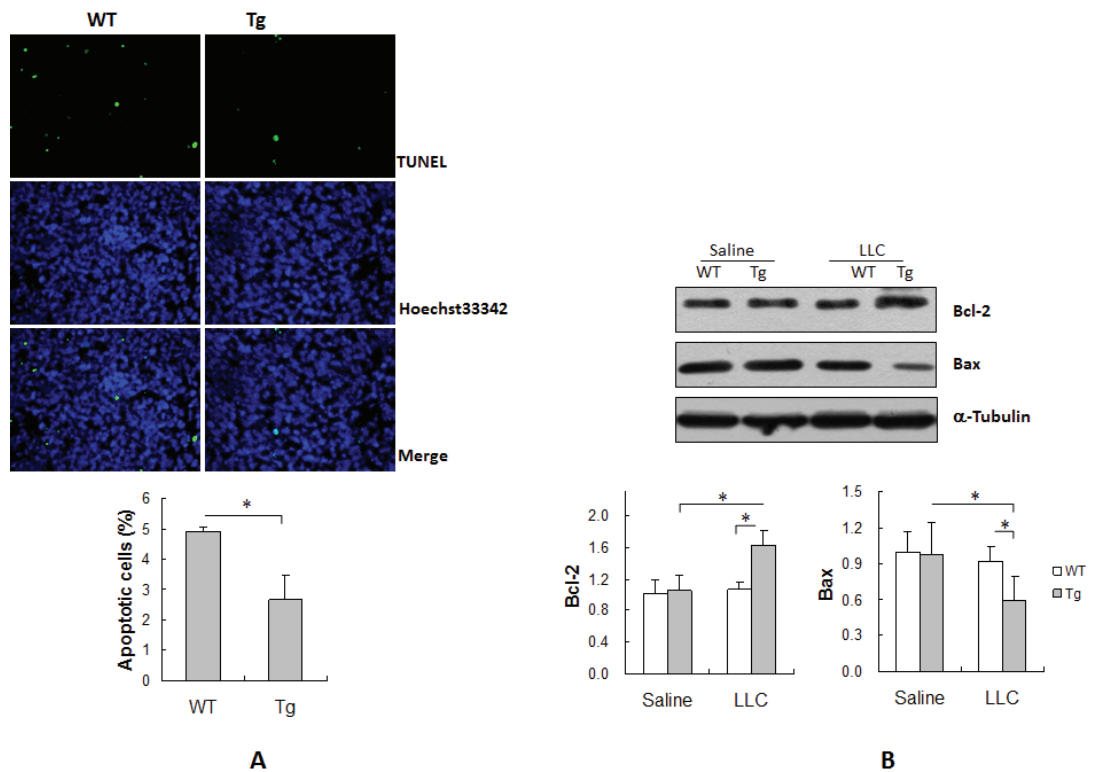 WT Tg
TUNEL
Hoechst33342
Merge
Apoptotic cells (%)
6
5
4
3
2
1
0
*
WT Tg
A
Saline LLC
WT Tg WT Tg
Bcl-2
Bax
α-Tubulin
Bcl-2
2.0
1.6
1.2
0.8
0.4
0.0
*
*
Saline LLC
Bax
1.5
1.2
0.9
0.6
0.3
0.0
*
*
Saline LLC
WT
Tg
B